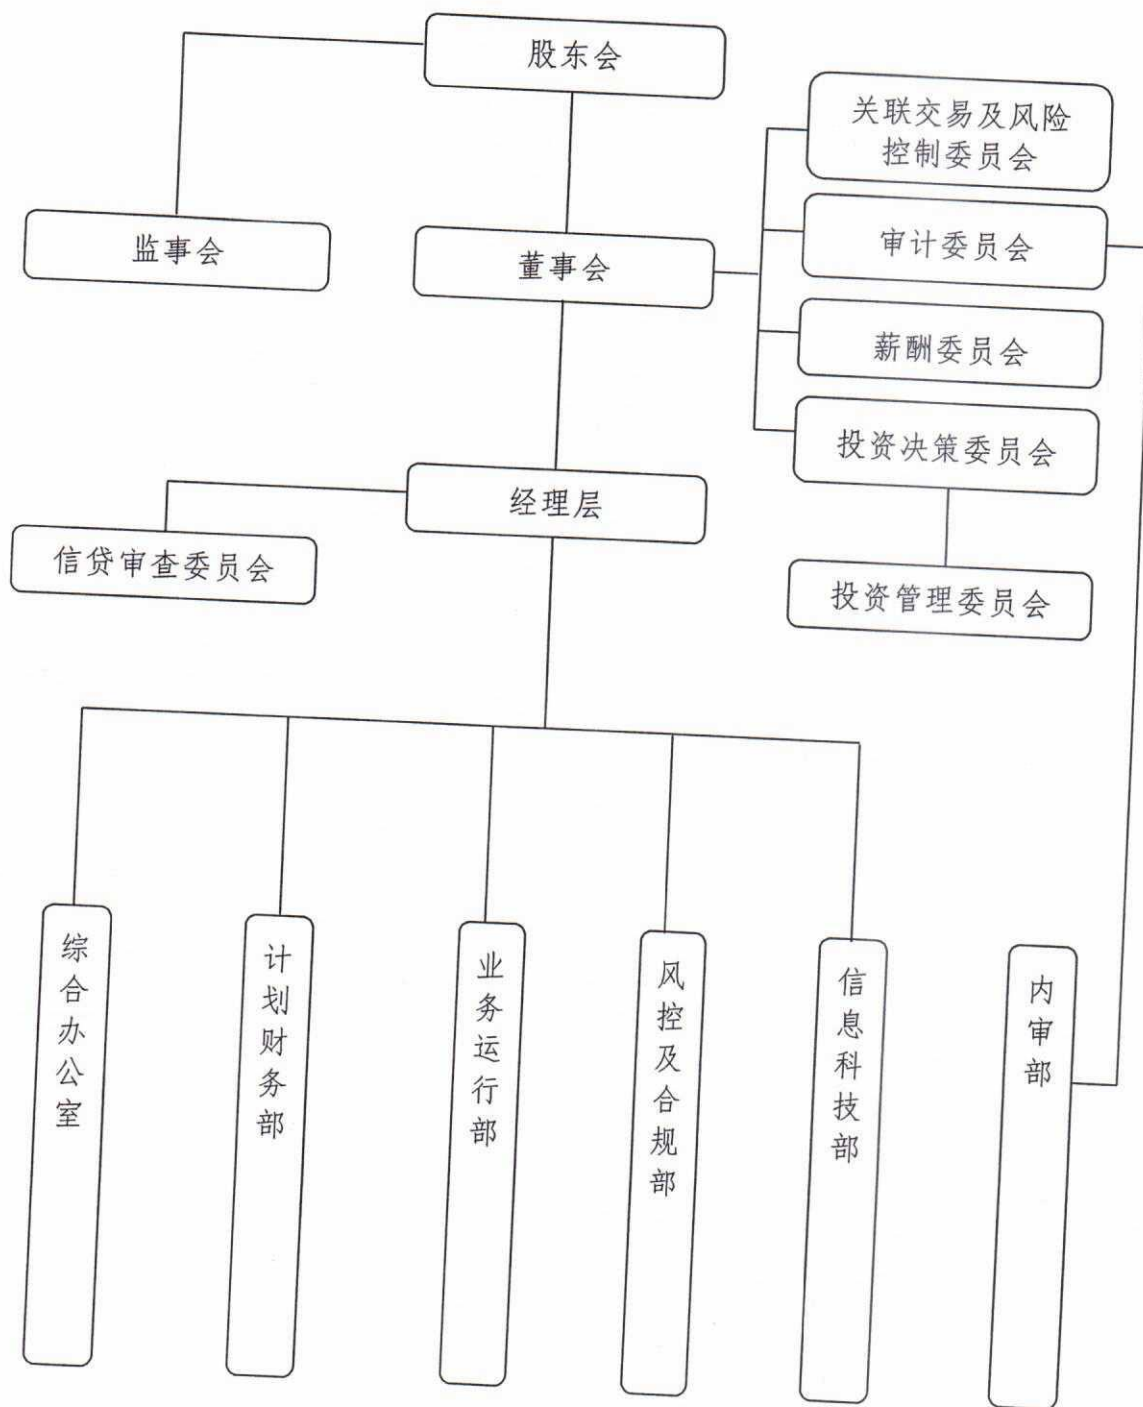 股东会
关联交易及风险
控制委员会
监事会
董事会
审计委员会
薪酬委员会
投资决策委员会
经理层
信贷审查委员会
投资管理委员会
综合办公室
计划财务部
业务运行部
风控及合规部
信息科技部
内审部